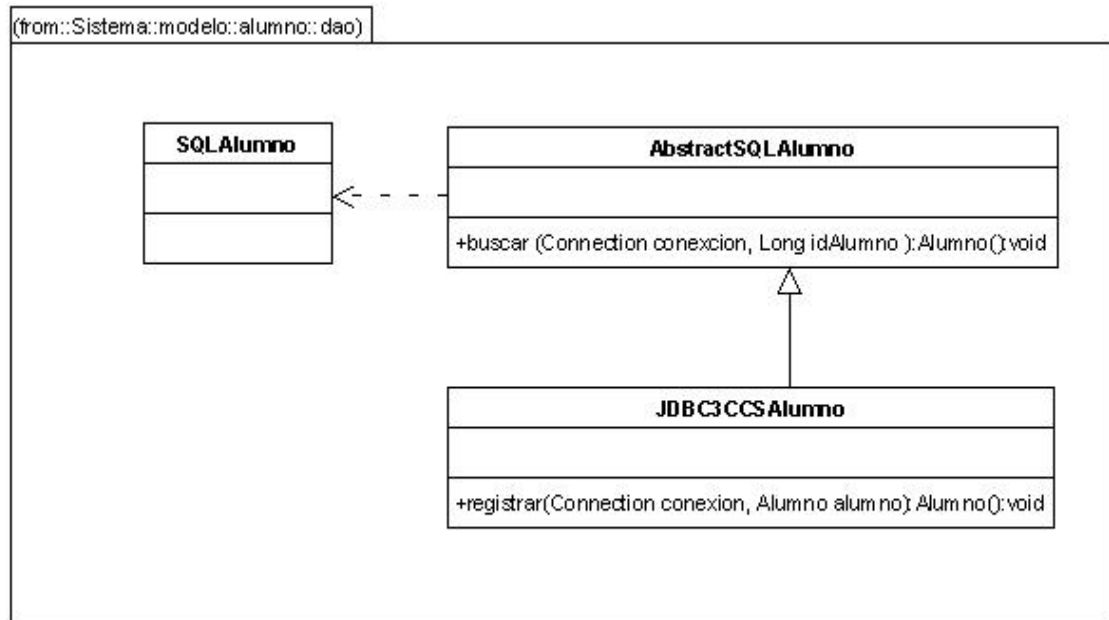 (from::Sistema::modelo::alumno::dao)
SQLAlumno
AbstractSQLAlumno
+buscar (Connection conexcion, Long idAlumno ):Alumno():void
JDBC3CCSAlumno
+registrar(Connection conexion, Alumno alumno):Alumno():void